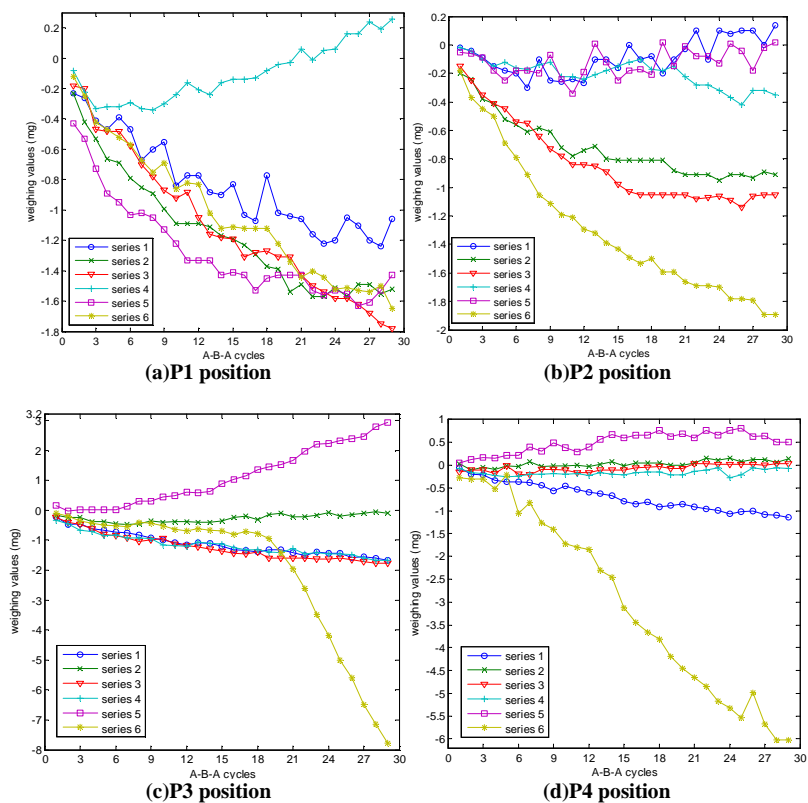 0.2
0
-0.2
-0.4
-0.6
-0.8
-1
-1.2
-1.4
-1.6
-1.8
weighing values (mg)
series 1
series 2
series 3
series 4
series 5
series 6
0 3 6 9 12 15 18 21 24 27 30
A-B-A cycles
(a)P1 position
0.2
0
-0.2
-0.4
-0.6
-0.8
-1
-1.2
-1.4
-1.6
-1.8
-2
weighing values (mg)
series 1
series 2
series 3
series 4
series 5
series 6
0 3 6 9 12 15 18 21 24 27 30
A-B-A cycles
(b)P2 position
3.2
3
2
1
0
-1
-2
-3
-4
-5
-6
-7
-8
weighing values (mg)
series 1
series 2
series 3
series 4
series 5
series 6
0 3 6 9 12 15 18 21 24 27 30
A-B-A cycles
(c)P3 position
1
0.5
0
-0.5
-1
-1.5
-2
-2.5
-3
-3.5
-4
-4.5
-5
-5.5
-6
weighing values (mg)
series 1
series 2
series 3
series 4
series 5
series 6
0 3 6 9 12 15 18 21 24 27 30
A-B-A cycles
(d)P4 position